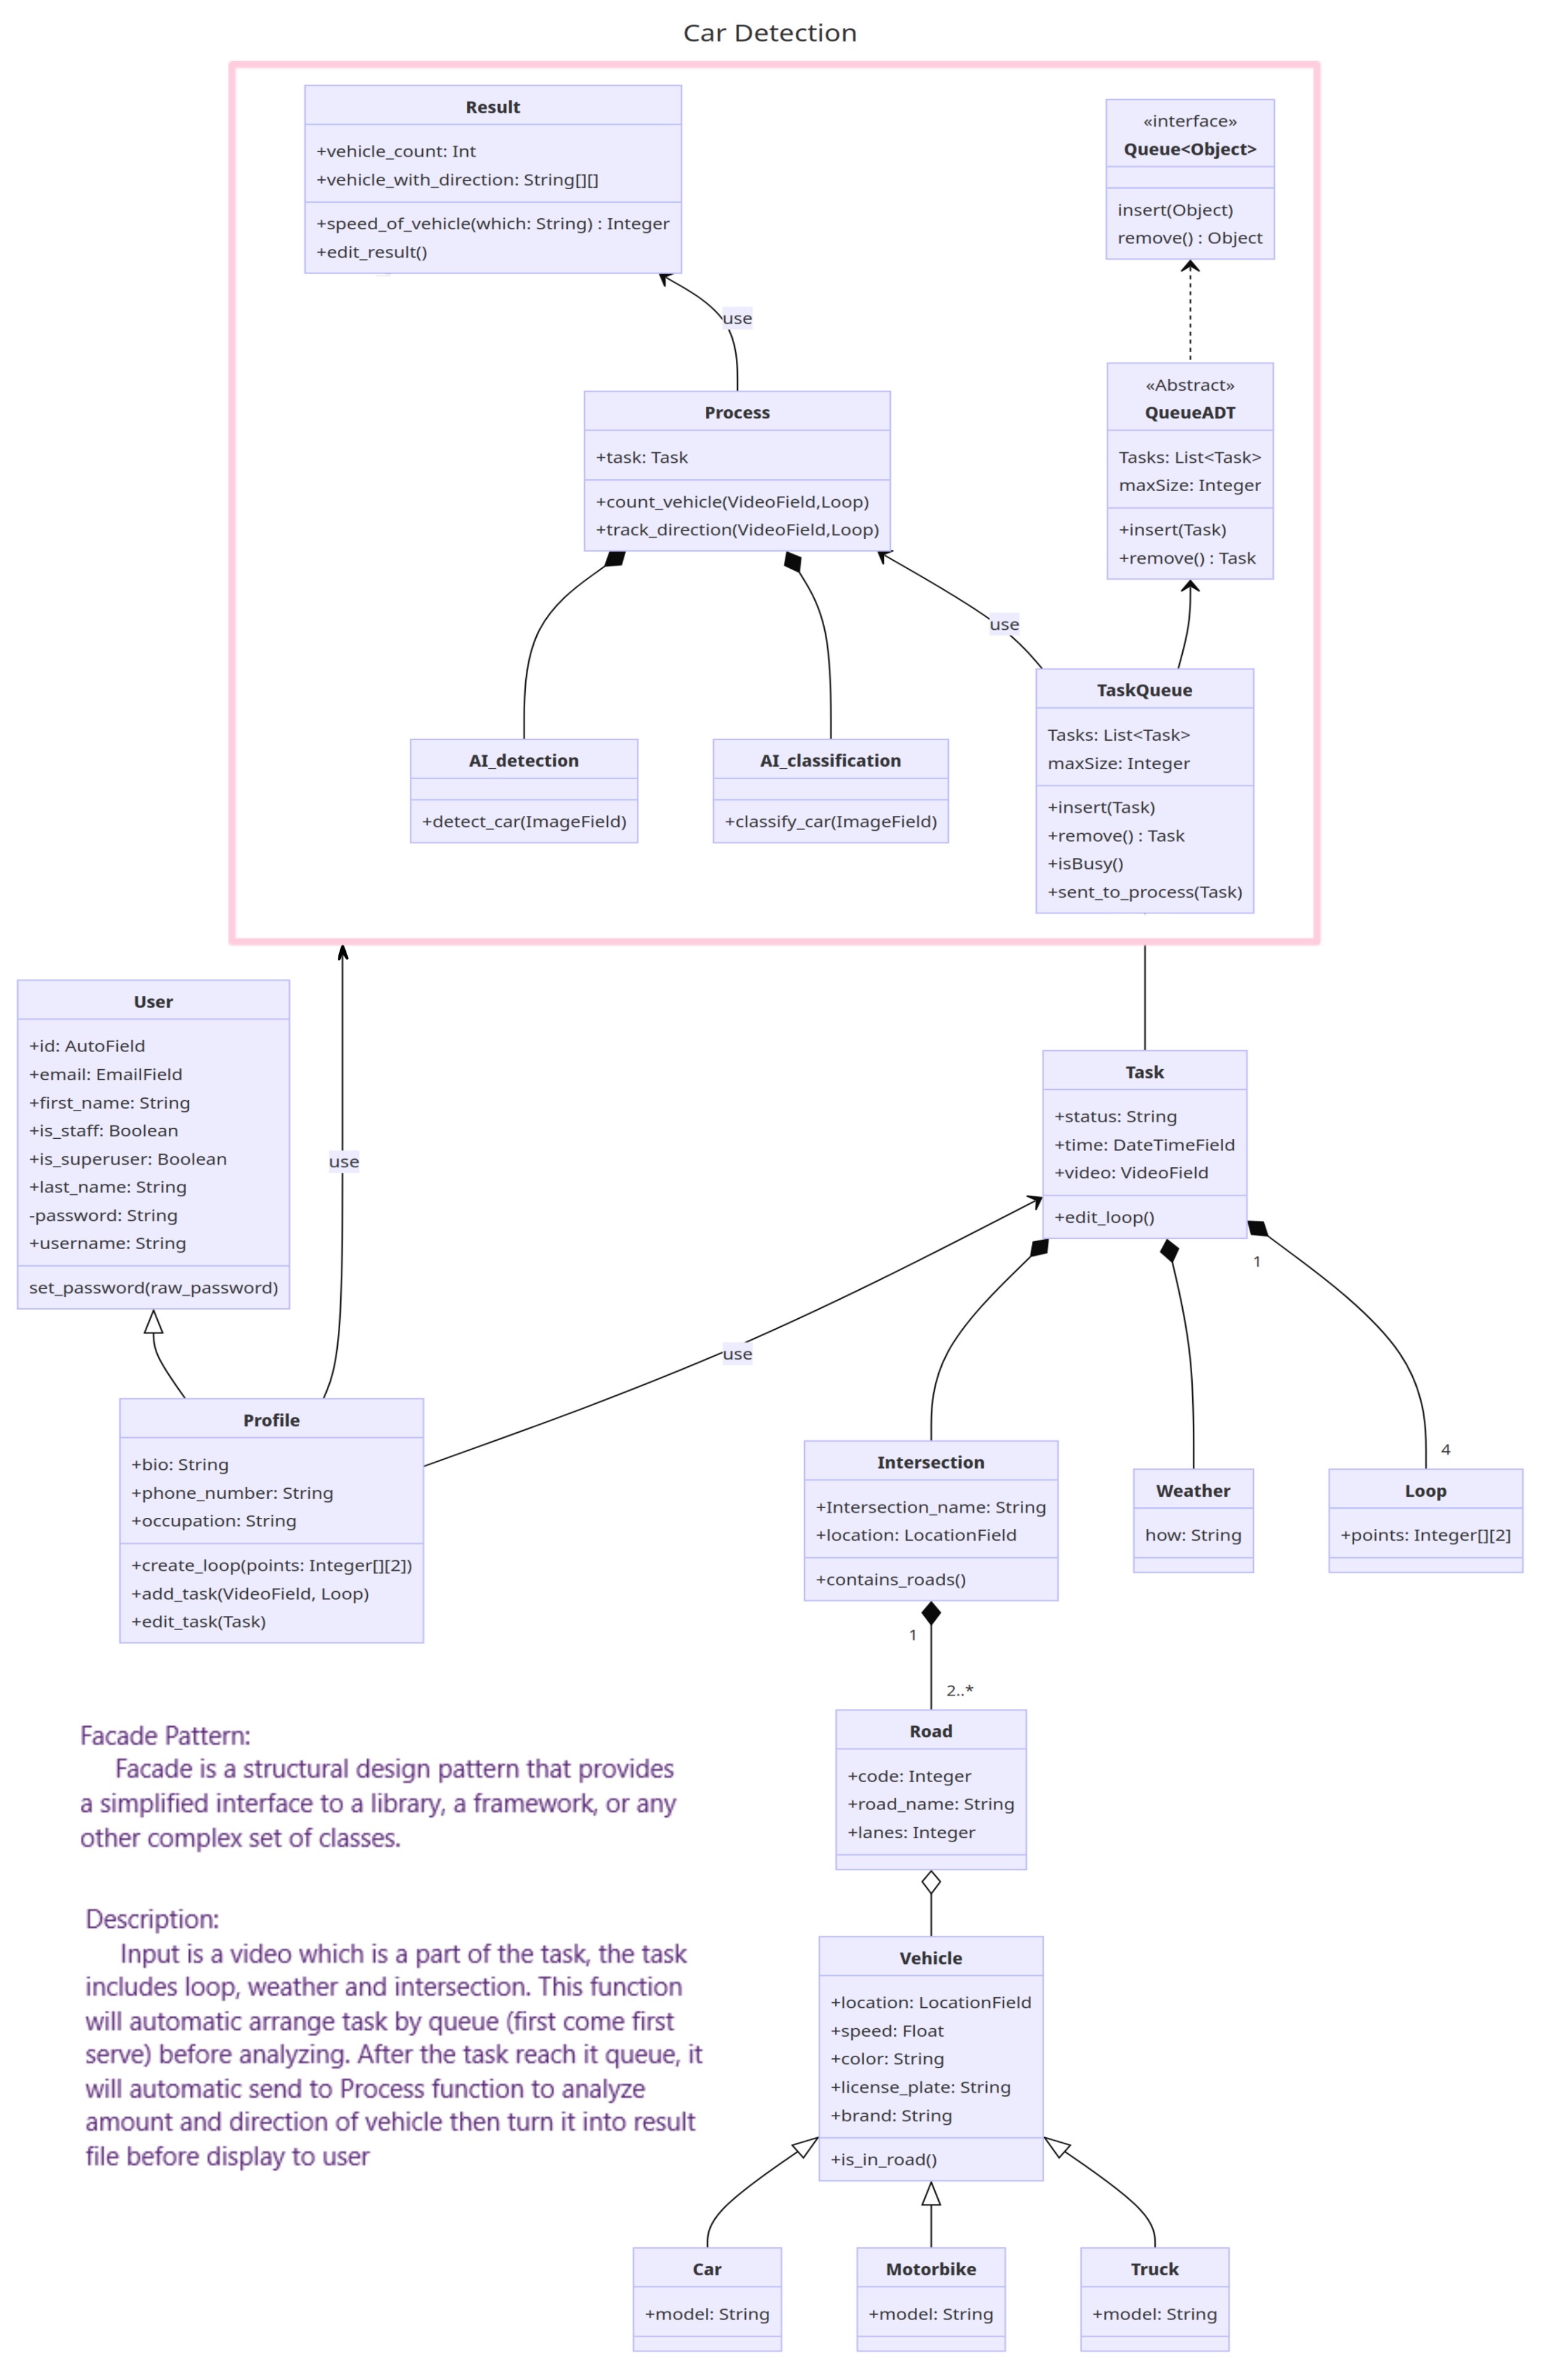 Car Detection
Result
+vehicle_count: Int
+vehicle_with_direction: String[][]
+speed_of_vehicle(which: String) : Integer
+edit_result()
«interface»
Queue<Object>
insert(Object)
remove() : Object
use
Process
+task: Task
+count_vehicle(VideoField,Loop)
+track_direction(VideoField,Loop)
«Abstract»
QueueADT
Tasks: List<Task>
maxSize: Integer
+insert(Task)
+remove() : Task
use
AI_detection
+detect_car(ImageField)
AI_classification
+classify_car(ImageField)
TaskQueue
Tasks: List<Task>
maxSize: Integer
+insert(Task)
+remove() : Task
+isBusy()
+sent_to_process(Task)
User
+id: AutoField
+email: EmailField
+first_name: String
+is_staff: Boolean
+is_superuser: Boolean
+last_name: String
-password: String
+username: String
set_password(raw_password)
use
Task
+status: String
+time: DateTimeField
+video: VideoField
+edit_loop()
1
use
Profile
+bio: String
+phone_number: String
+occupation: String
+create_loop(points: Integer[][2])
+add_task(VideoField, Loop)
+edit_task(Task)
Intersection
+Intersection_name: String
+location: LocationField
+contains_roads()
Weather
how: String
4
Loop
+points: Integer[][2]
1
2..*
Road
+code: Integer
+road_name: String
+lanes: Integer
Facade Pattern:
Facade is a structural design pattern that provides
a simplified interface to a library, a framework, or any
other complex set of classes.
Description:
Input is a video which is a part of the task, the task
includes loop, weather and intersection. This function
will automatic arrange task by queue (first come first
serve) before analyzing. After the task reach it queue, it
will automatic send to Process function to analyze
amount and direction of vehicle then turn it into result
file before display to user
Vehicle
+location: LocationField
+speed: Float
+color: String
+license_plate: String
+brand: String
+is_in_road()
Car
+model: String
Motorbike
+model: String
Truck
+model: String